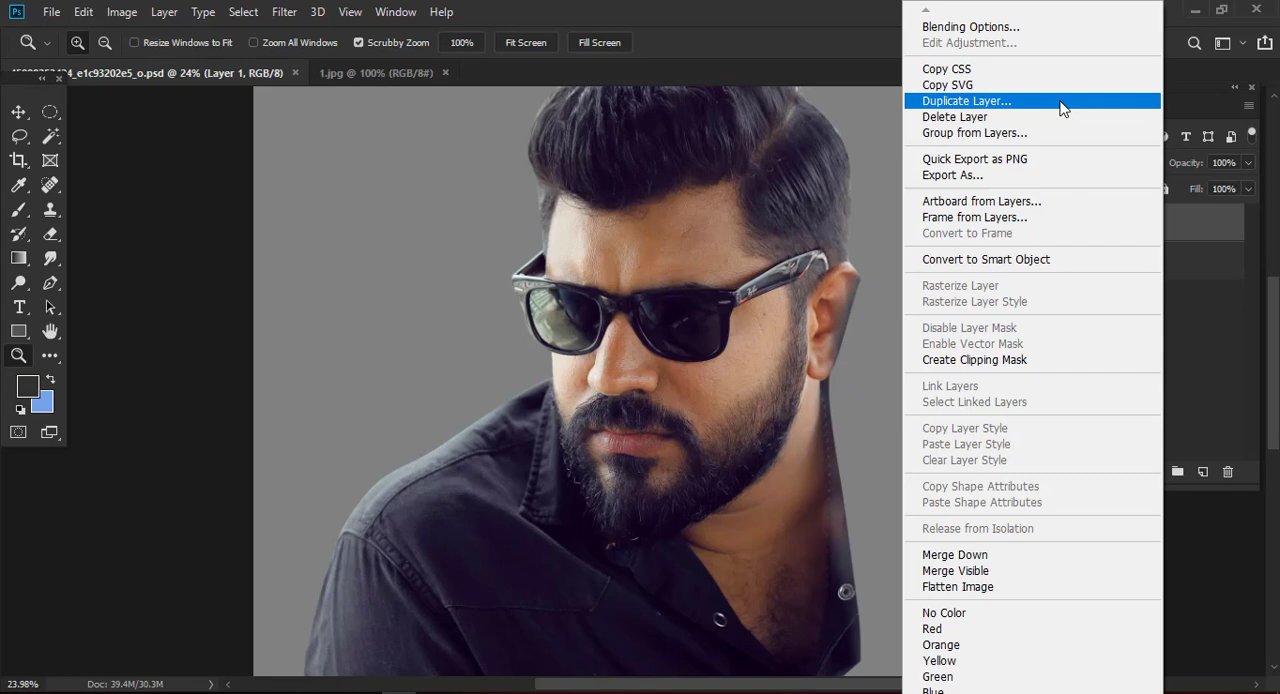 Ps File Edit Image Layer Type Select Filter 3D View Window Help
Resize Windows to Fit All Windows Scrubby Zoom 100% Fit Screen Fill Screen
_e1c93202e5_o.psd @ 24% (Layer 1, RGB/8) × 1.jpg @ 100% (RGB/8#) ×
Opacity: 100%
Fill: 100%
Blending Options...
Edit Adjustment...
Copy CSS
Copy SVG
Duplicate Layer...
Delete Layer
Group from Layers...
Quick Export as PNG
Export As...
Artboard from Layers...
Frame from Layers...
Convert to Frame
Convert to Smart Object
Rasterize Layer
Rasterize Layer Style
Disable Layer Mask
Enable Vector Mask
Create Clipping Mask
Link Layers
Select Linked Layers
Copy Layer Style
Paste Layer Style
Clear Layer Style
Copy Shape Attributes
Paste Shape Attributes
Release from Isolation
Merge Down
Merge Visible
Flatten Image
No Color
Red
Orange
Yellow
Green
Blue
23.98% Doc: 39.4M/30.3M